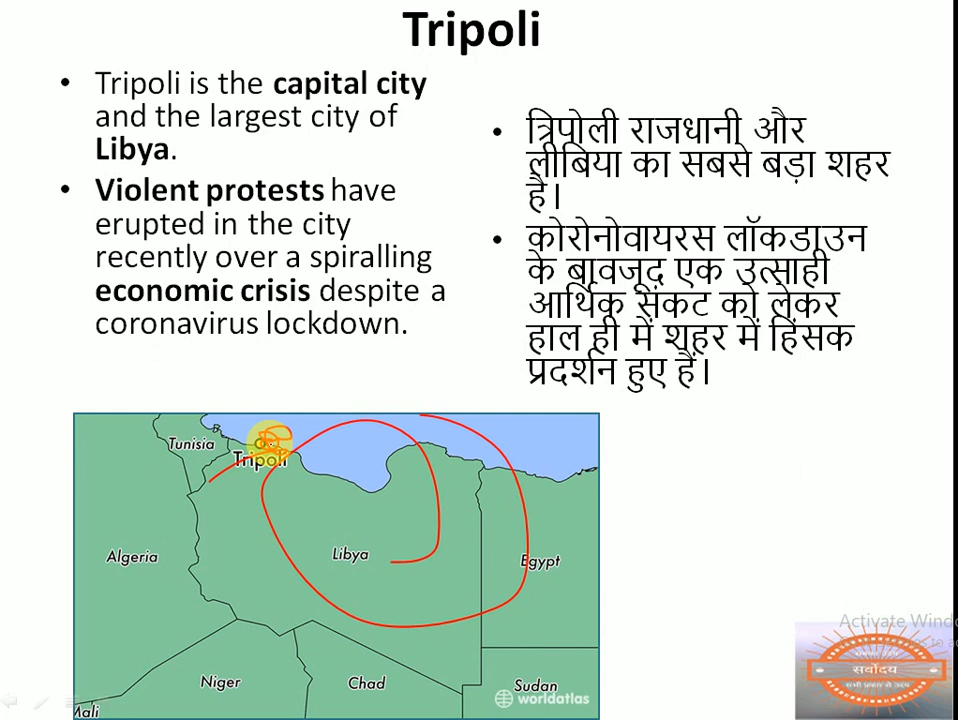 Tripoli
• Tripoli is the capital city
and the largest city of
Libya.
• Violent protests have
erupted in the city
recently over a spiralling
economic crisis despite a
coronavirus lockdown.
• त्रिपोली राजधानी और
लीबिया का सबसे बड़ा शहर
है।
• कोरोनोवायरस लॉकडाउन
के बावजूद एक उत्साही
आर्थिक संकट को लेकर
हाल ही में शहर में हिंसक
प्रदर्शन हुए हैं।
Tunisia
Tripoli
Algeria
Libya
Egypt
Niger
Chad
Sudan
Mali
worldatlas
Activate Windo
सर्वोदय